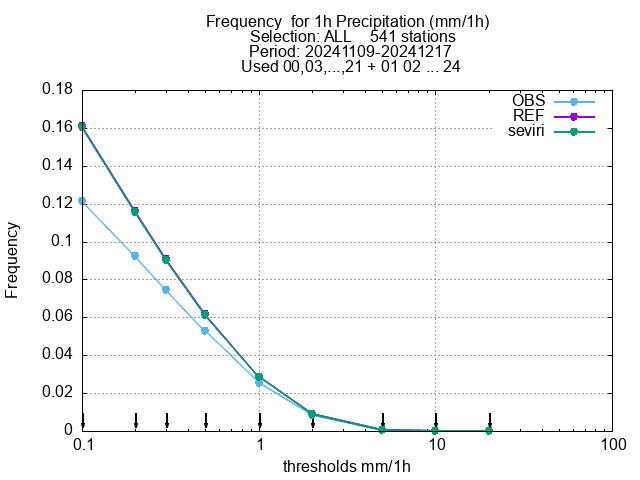 Frequency  for 1h Precipitation (mm/1h)
Selection: ALL    541 stations
Period: 20241109-20241217
Used 00,03,...,21 + 01 02 ... 24
OBS
REF
seviri
0.18
0.16
0.14
0.12
0.1
0.08
0.06
0.04
0.02
0
Frequency
0.1 1 10 100
thresholds mm/1h